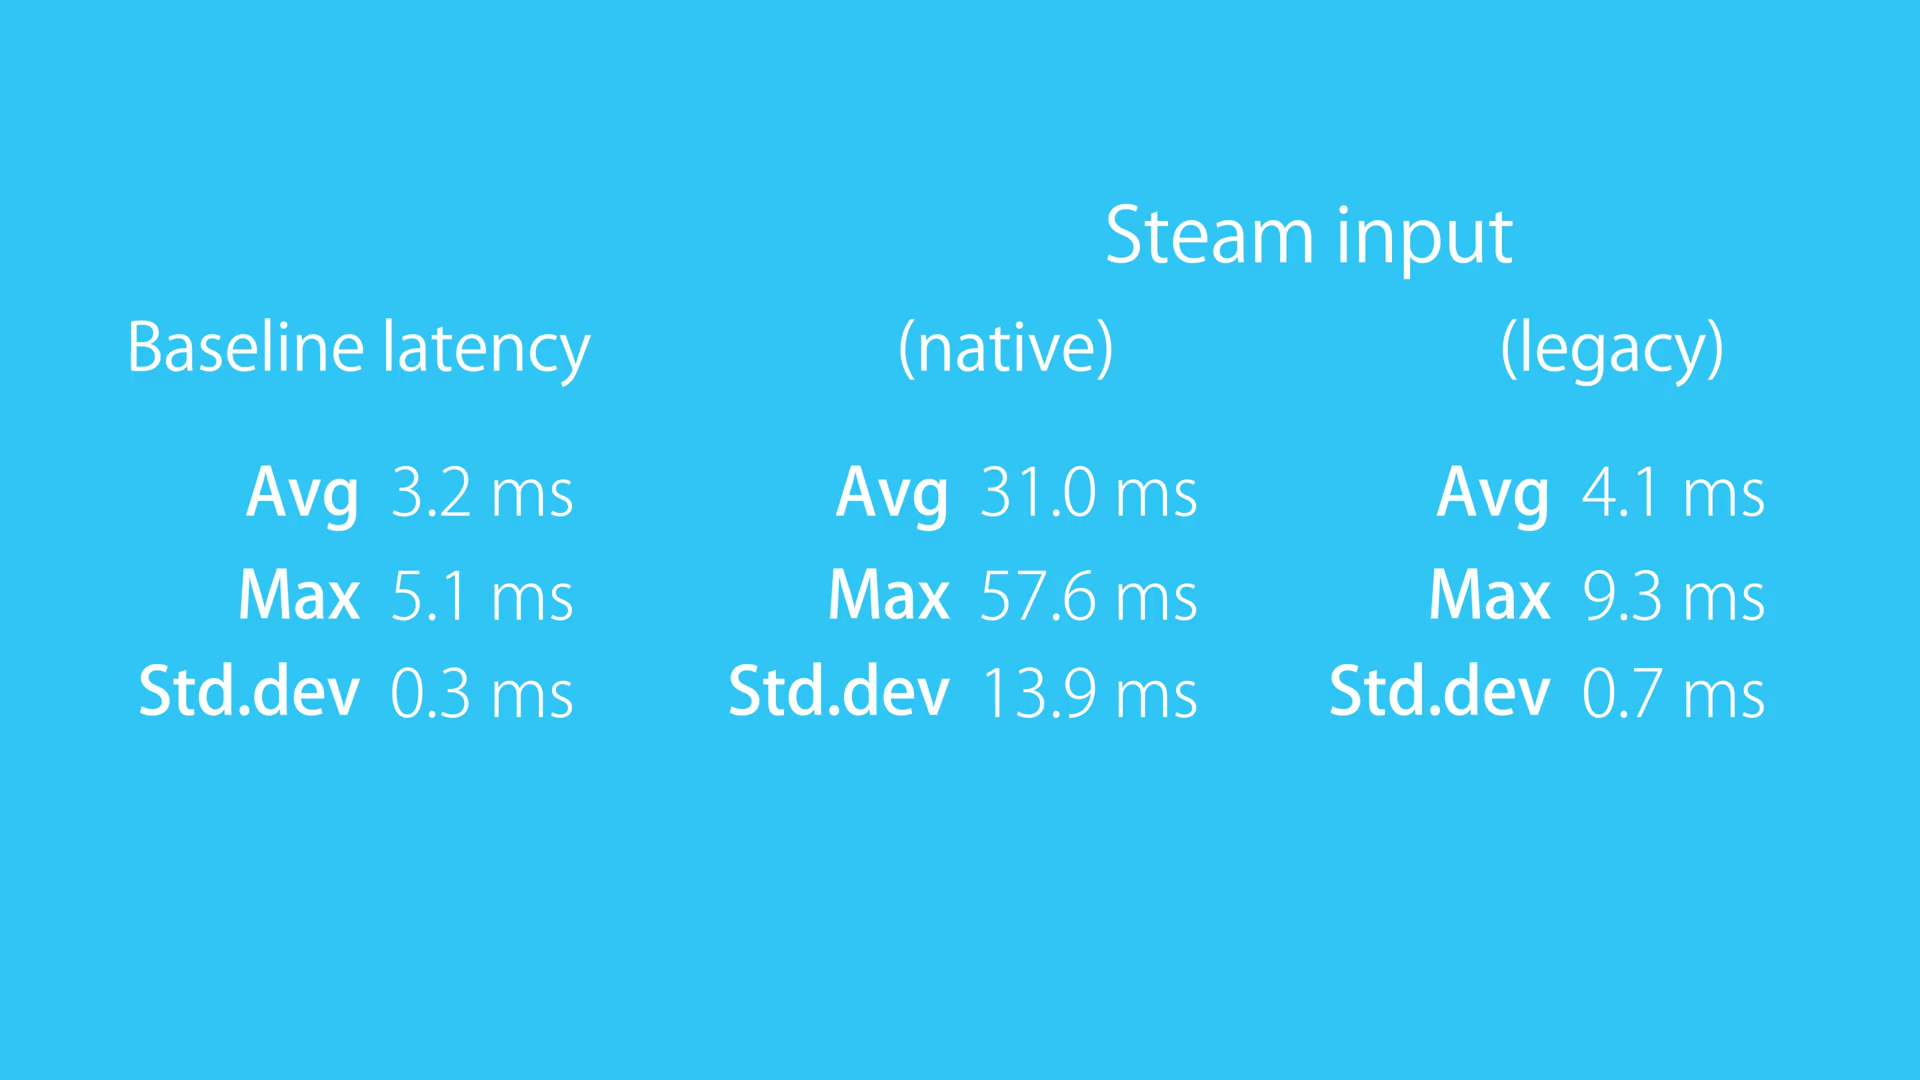 Steam input
Baseline latency (native) (legacy)
Avg 3.2 ms Avg 31.0 ms Avg 4.1 ms
Max 5.1 ms Max 57.6 ms Max 9.3 ms
Std.dev 0.3 ms Std.dev 13.9 ms Std.dev 0.7 ms